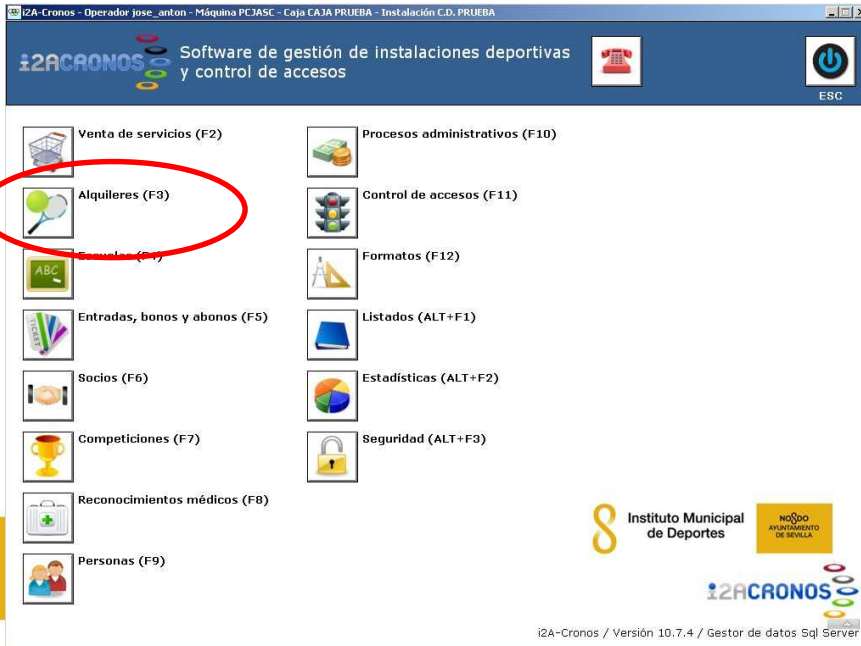 i2A-Cronos - Operador jose_anton - Máquina PCJASC - Caja CAJA PRUEBA - Instalación C.D. PRUEBA
i2ACRONOS
Software de gestión de instalaciones deportivas
y control de accesos
ESC
Venta de servicios (F2)
Alquileres (F3)
ABC
Escuelas (F4)
TICKET
Entradas, bonos y abonos (F5)
Socios (F6)
Competiciones (F7)
Reconocimientos médicos (F8)
Personas (F9)
Procesos administrativos (F10)
Control de accesos (F11)
Formatos (F12)
Listados (ALT+F1)
Estadísticas (ALT+F2)
Seguridad (ALT+F3)
Instituto Municipal
de Deportes
NO8DO
AYUNTAMIENTO
DE SEVILLA
i2ACRONOS
i2A-Cronos / Versión 10.7.4 / Gestor de datos Sql Server